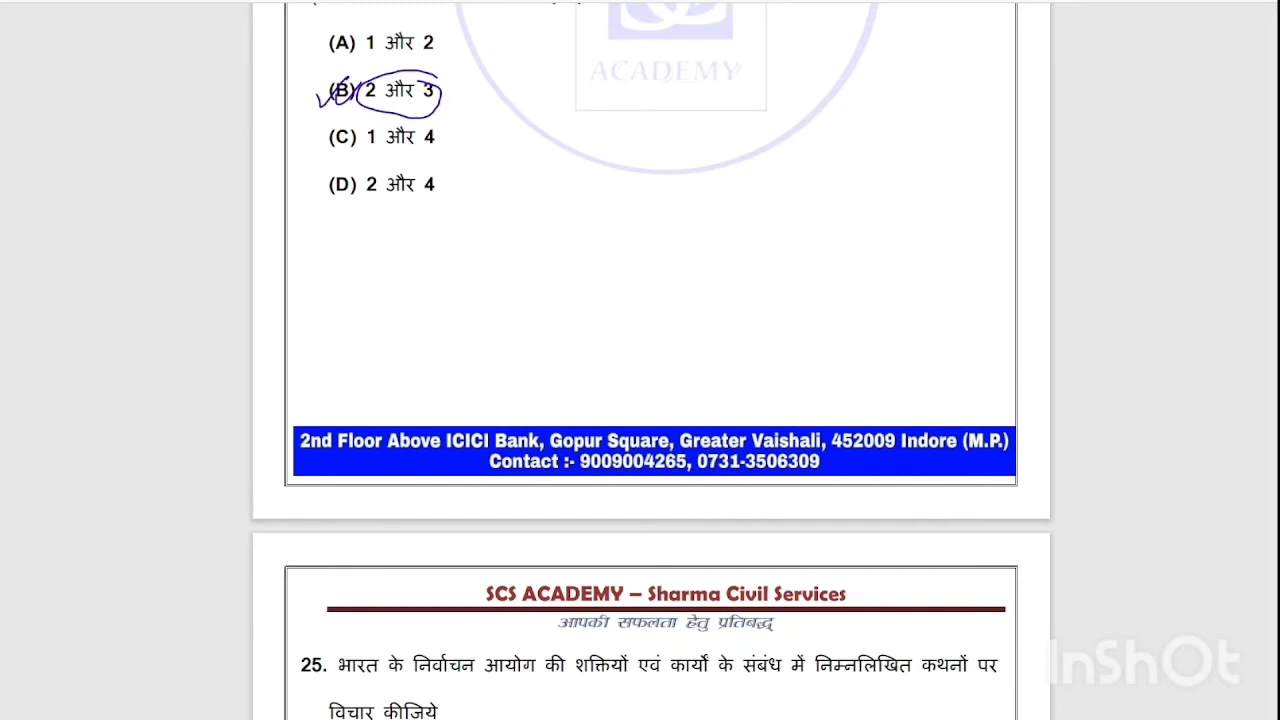 ACADEMY
(A) 1 और 2
(B) 2 और 3
(C) 1 और 4
(D) 2 और 4
2nd Floor Above ICICI Bank, Gopur Square, Greater Vaishali, 452009 Indore (M.P.)
Contact :- 9009004265, 0731-3506309
SCS ACADEMY – Sharma Civil Services
आपकी सफलता हेतु प्रतिबद्ध
25. भारत के निर्वाचन आयोग की शक्तियों एवं कार्यों के संबंध में निम्नलिखित कथनों पर
विचार कीजिये
InShOt